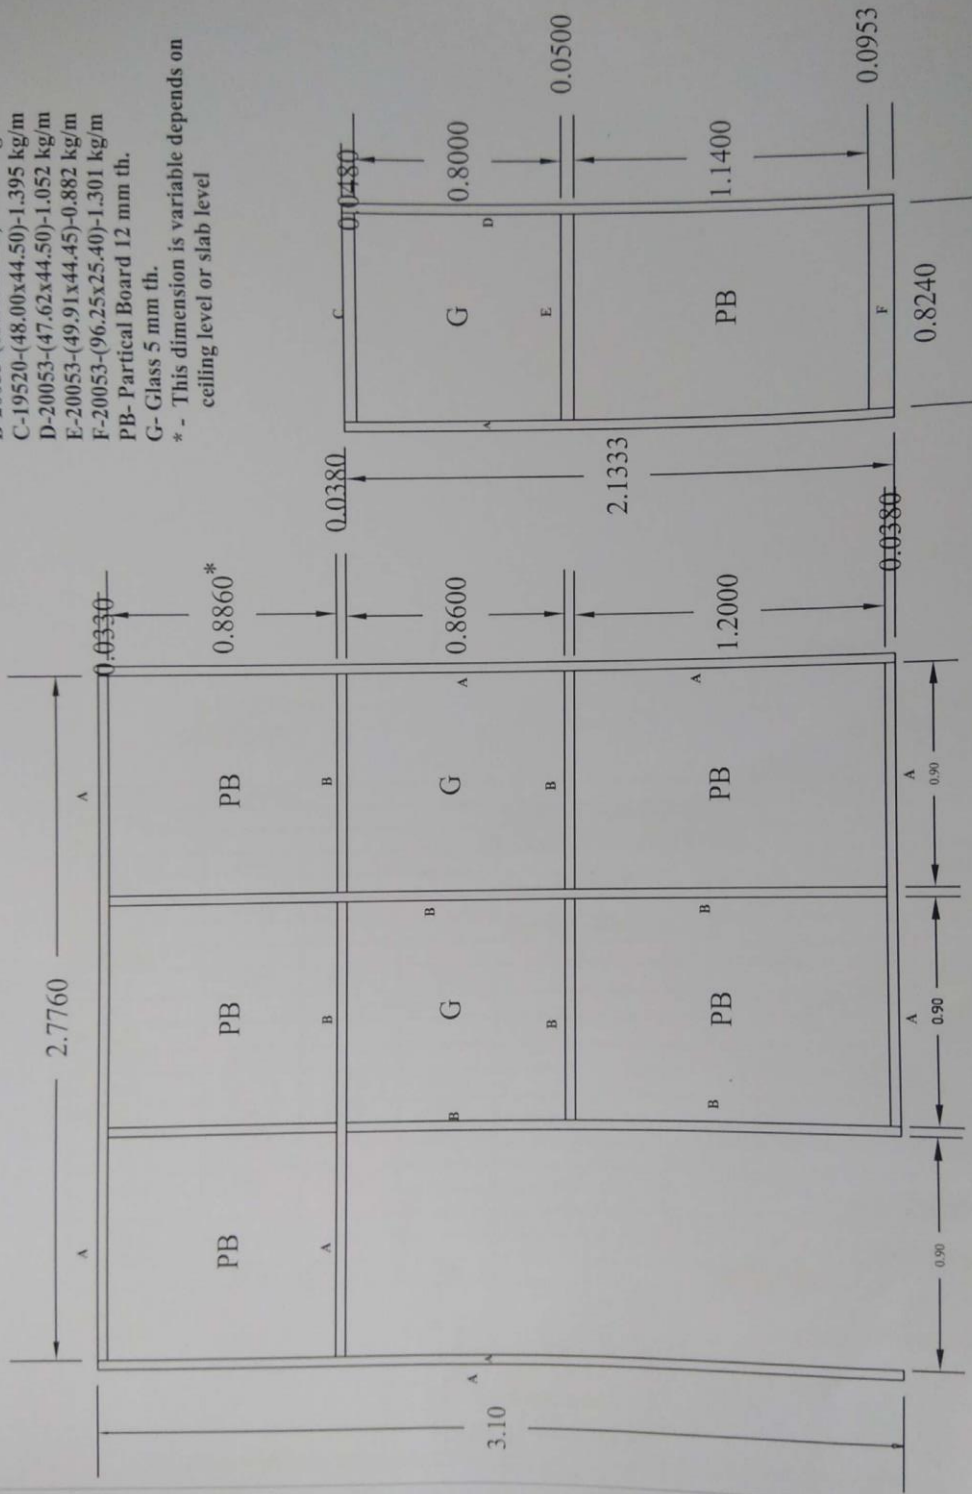 C-19520-(48.00x44.50)-1.395 kg/m
D-20053-(47.62x44.50)-1.052 kg/m
E-20053-(49.91x44.45)-0.882 kg/m
F-20053-(96.25x25.40)-1.301 kg/m
PB- Partical Board 12 mm th.
G- Glass 5 mm th.
* - This dimension is variable depends on
ceiling level or slab level
2.7760
A
A
0.0330
PB
PB
PB
0.8860*
A
B
B
0.0380
3.10
A
A
B
G
B
G
A
0.8600
B
B
B
PB
B
PB
A
1.2000
0.0380
A
A
0.90
0.90
0.90
C
0.0480
A
G
D
0.8000
E
0.0500
2.1333
PB
1.1400
F
0.0953
0.8240